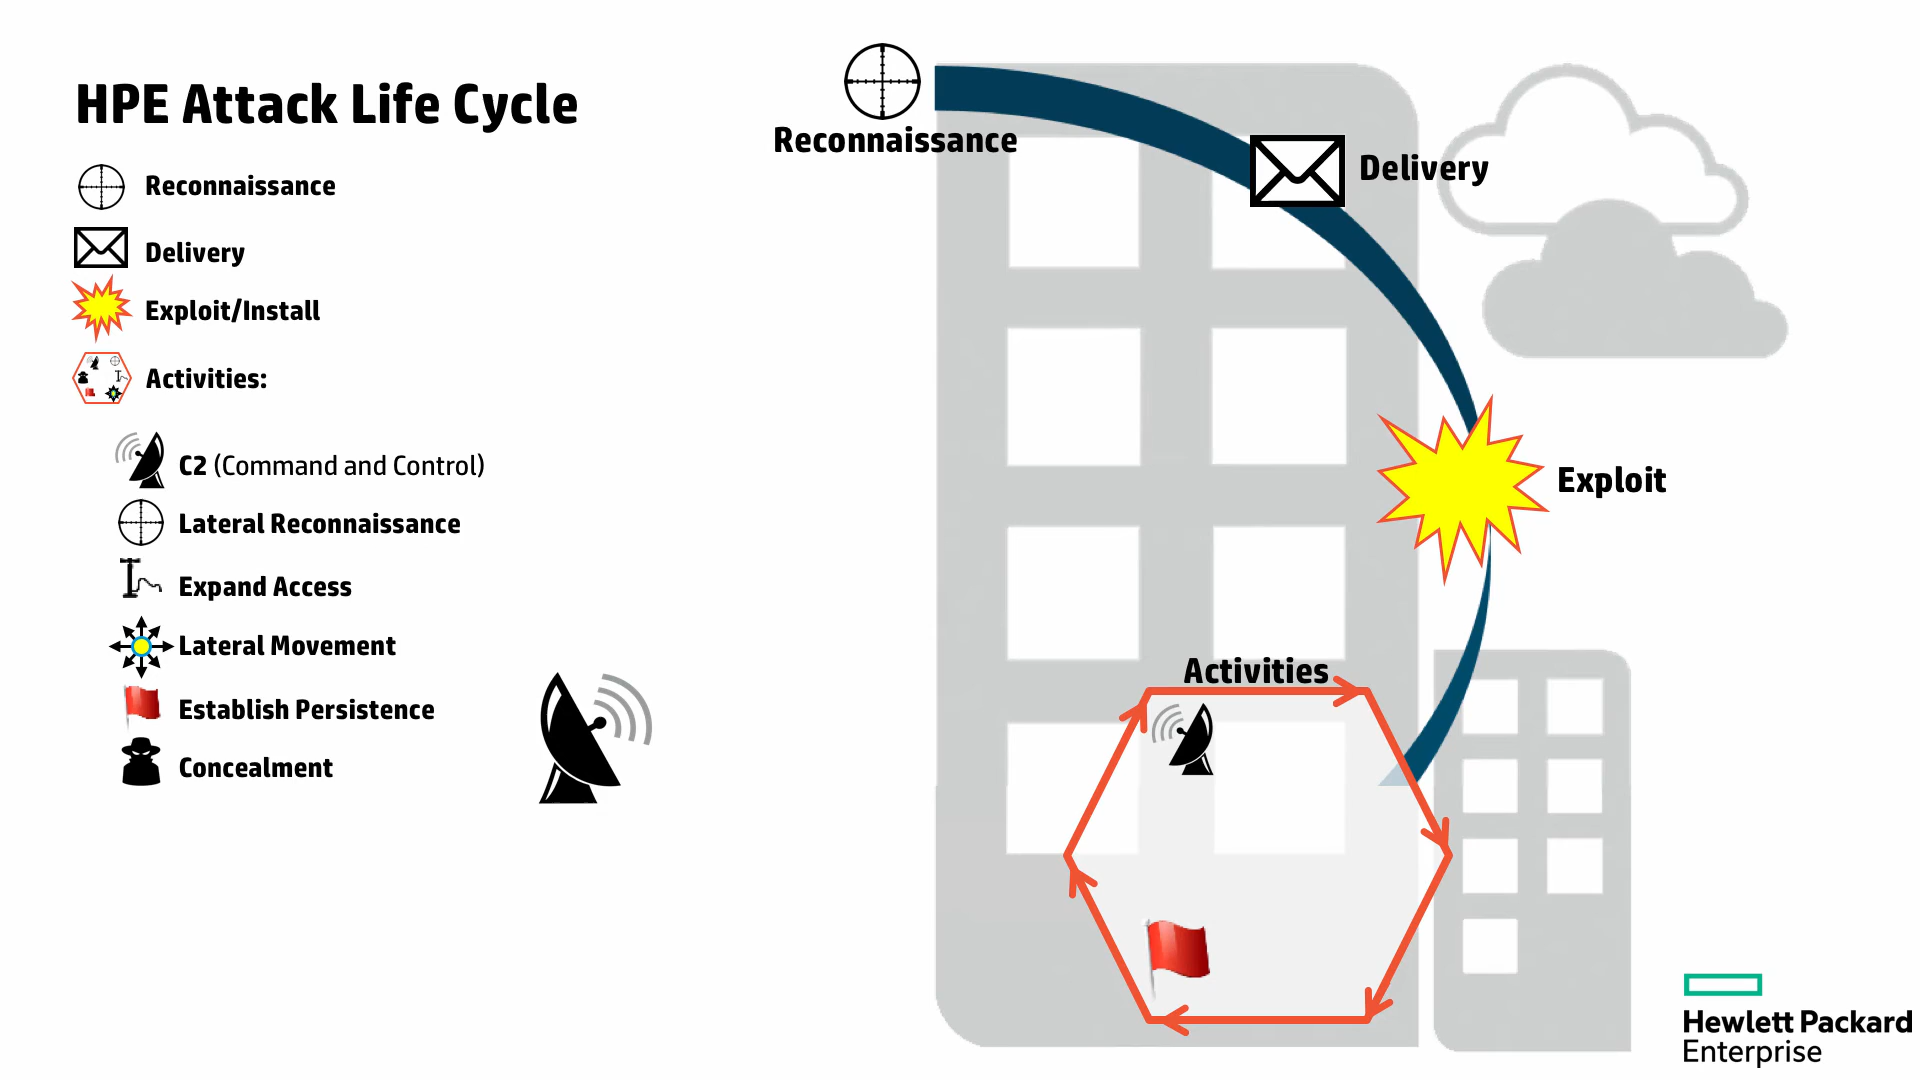 HPE Attack Life Cycle
Reconnaissance
Delivery
Exploit/Install
Activities:
C2 (Command and Control)
Lateral Reconnaissance
Expand Access
Lateral Movement
Establish Persistence
Concealment
Reconnaissance
Delivery
Exploit
Activities
Hewlett Packard
Enterprise